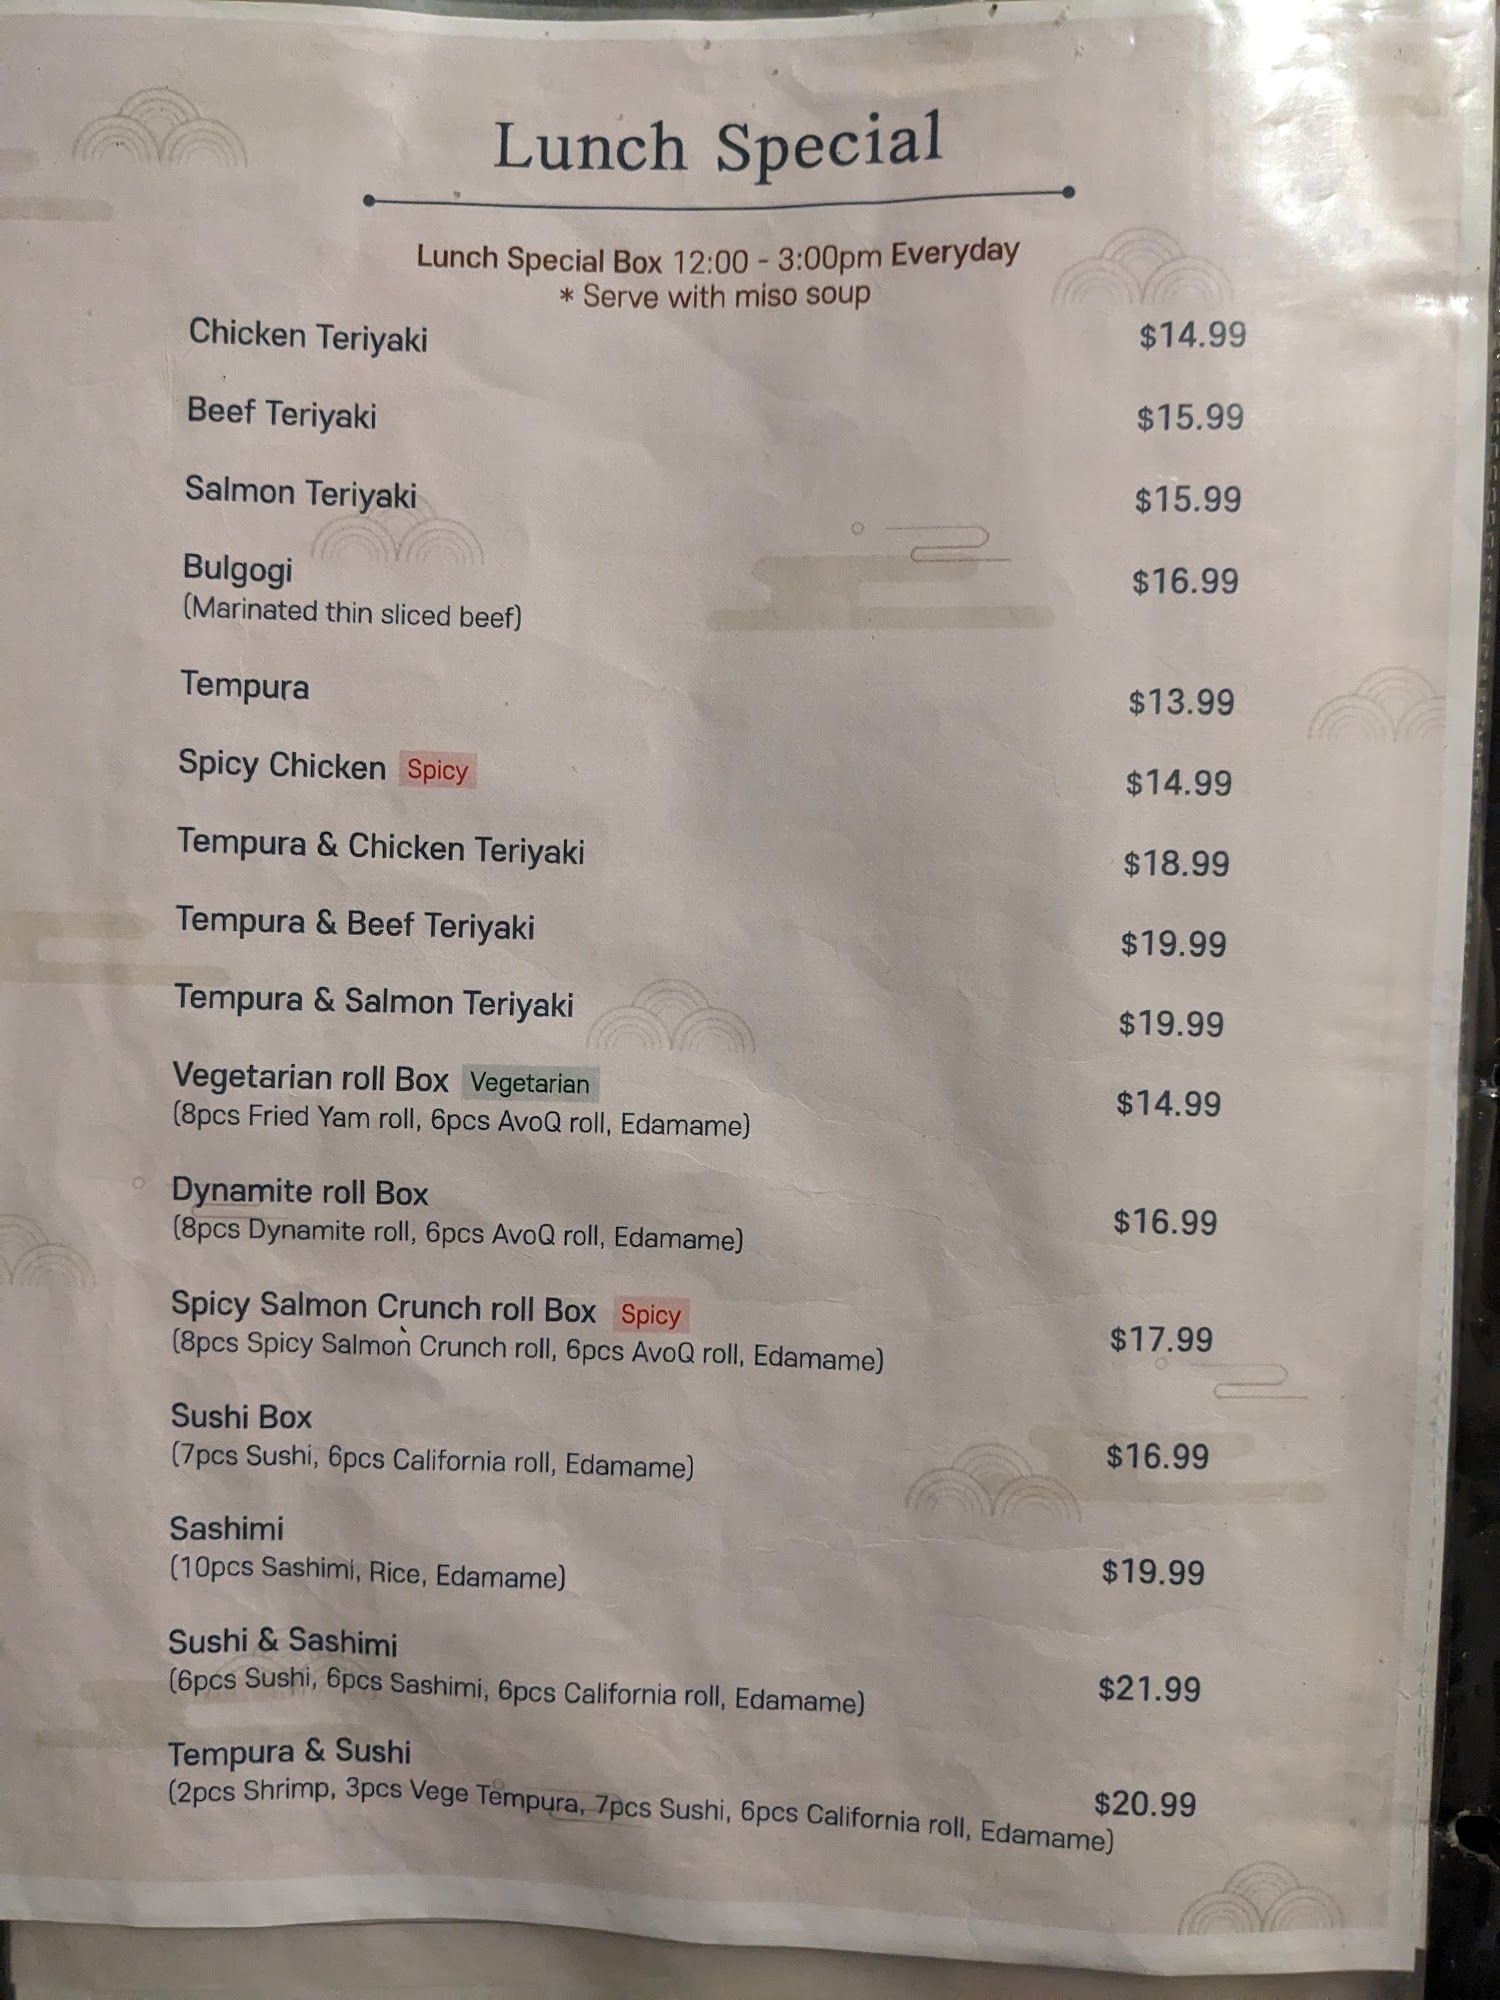 Lunch Special
Lunch Special Box 12:00 - 3:00pm Everyday
* Serve with miso soup
Chicken Teriyaki $14.99
Beef Teriyaki $15.99
Salmon Teriyaki $15.99
Bulgogi $16.99
(Marinated thin sliced beef)
Tempura $13.99
Spicy Chicken Spicy $14.99
Tempura & Chicken Teriyaki $18.99
Tempura & Beef Teriyaki $19.99
Tempura & Salmon Teriyaki $19.99
Vegetarian roll Box Vegetarian $14.99
(8pcs Fried Yam roll, 6pcs AvoQ roll, Edamame)
Dynamite roll Box $16.99
(8pcs Dynamite roll, 6pcs AvoQ roll, Edamame)
Spicy Salmon Crunch roll Box Spicy $17.99
(8pcs Spicy Salmon Crunch roll, 6pcs AvoQ roll, Edamame)
Sushi Box $16.99
(7pcs Sushi, 6pcs California roll, Edamame)
Sashimi $19.99
(10pcs Sashimi, Rice, Edamame)
Sushi & Sashimi $21.99
(6pcs Sushi, 6pcs Sashimi, 6pcs California roll, Edamame)
Tempura & Sushi $20.99
(2pcs Shrimp, 3pcs Vege Tempura, 7pcs Sushi, 6pcs California roll, Edamame)